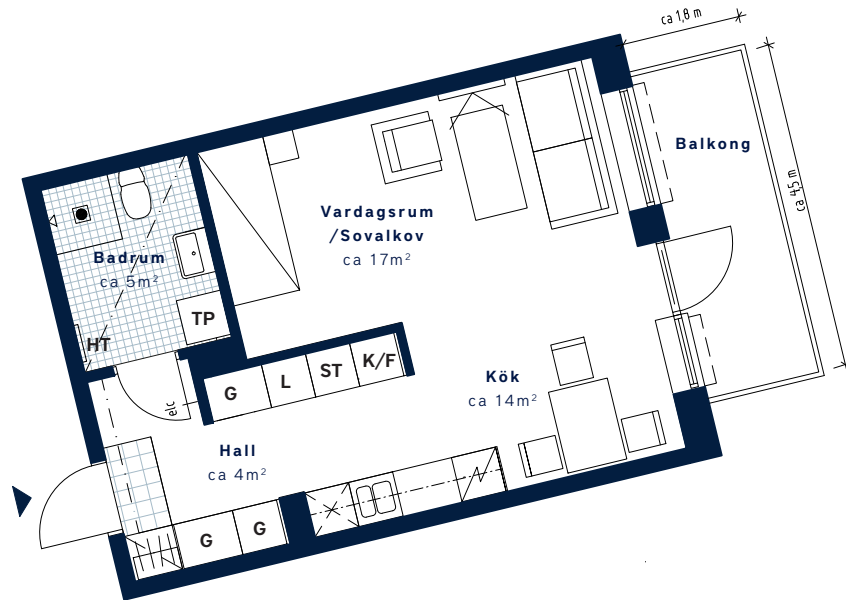 ca 1,8 m
Balkong
ca 4,5 m
Vardagsrum
/Sovalkov
ca 17m²
Badrum
ca 5m²
TP
HT
K/F
ST
L
G
elc
Kök
ca 14m²
Hall
ca 4m²
G
G